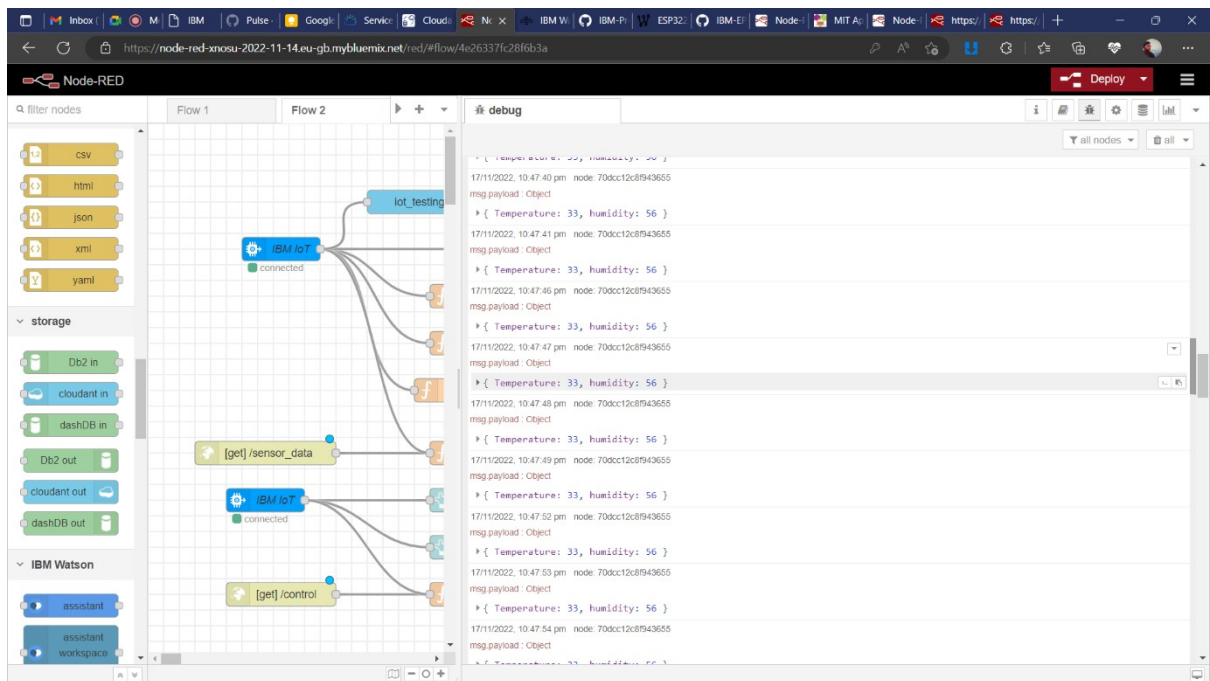 Inbox (
M
IBM
Pulse -
Google
Service
Clouda
No
IBM W
IBM-Pr
ESP32
IBM-EF
Node-
MIT Ap
Node-
https:/
https:/
https://node-red-xnosu-2022-11-14.eu-gb.mybluemix.net/red/#flow/4e26337fc28f6b3a
Node-RED
Deploy
filter nodes
Flow 1
Flow 2
debug
all nodes
all
csv
html
json
xml
yaml
storage
Db2 in
cloudant in
dashDB in
Db2 out
cloudant out
dashDB out
IBM Watson
assistant
assistant
workspace
iot_testing
IBM IoT
connected
[get] /sensor_data
IBM IoT
connected
[get] /control
{ Temperature: 33, humidity: 56 }
17/11/2022, 10:47:40 pm node: 70dcc12c8f943655
msg.payload : Object
{ Temperature: 33, humidity: 56 }
17/11/2022, 10:47:41 pm node: 70dcc12c8f943655
msg.payload : Object
{ Temperature: 33, humidity: 56 }
17/11/2022, 10:47:46 pm node: 70dcc12c8f943655
msg.payload : Object
{ Temperature: 33, humidity: 56 }
17/11/2022, 10:47:47 pm node: 70dcc12c8f943655
msg.payload : Object
{ Temperature: 33, humidity: 56 }
17/11/2022, 10:47:48 pm node: 70dcc12c8f943655
msg.payload : Object
{ Temperature: 33, humidity: 56 }
17/11/2022, 10:47:49 pm node: 70dcc12c8f943655
msg.payload : Object
{ Temperature: 33, humidity: 56 }
17/11/2022, 10:47:52 pm node: 70dcc12c8f943655
msg.payload : Object
{ Temperature: 33, humidity: 56 }
17/11/2022, 10:47:53 pm node: 70dcc12c8f943655
msg.payload : Object
{ Temperature: 33, humidity: 56 }
17/11/2022, 10:47:54 pm node: 70dcc12c8f943655
msg.payload : Object
{ Temperature: 33, humidity: 56 }